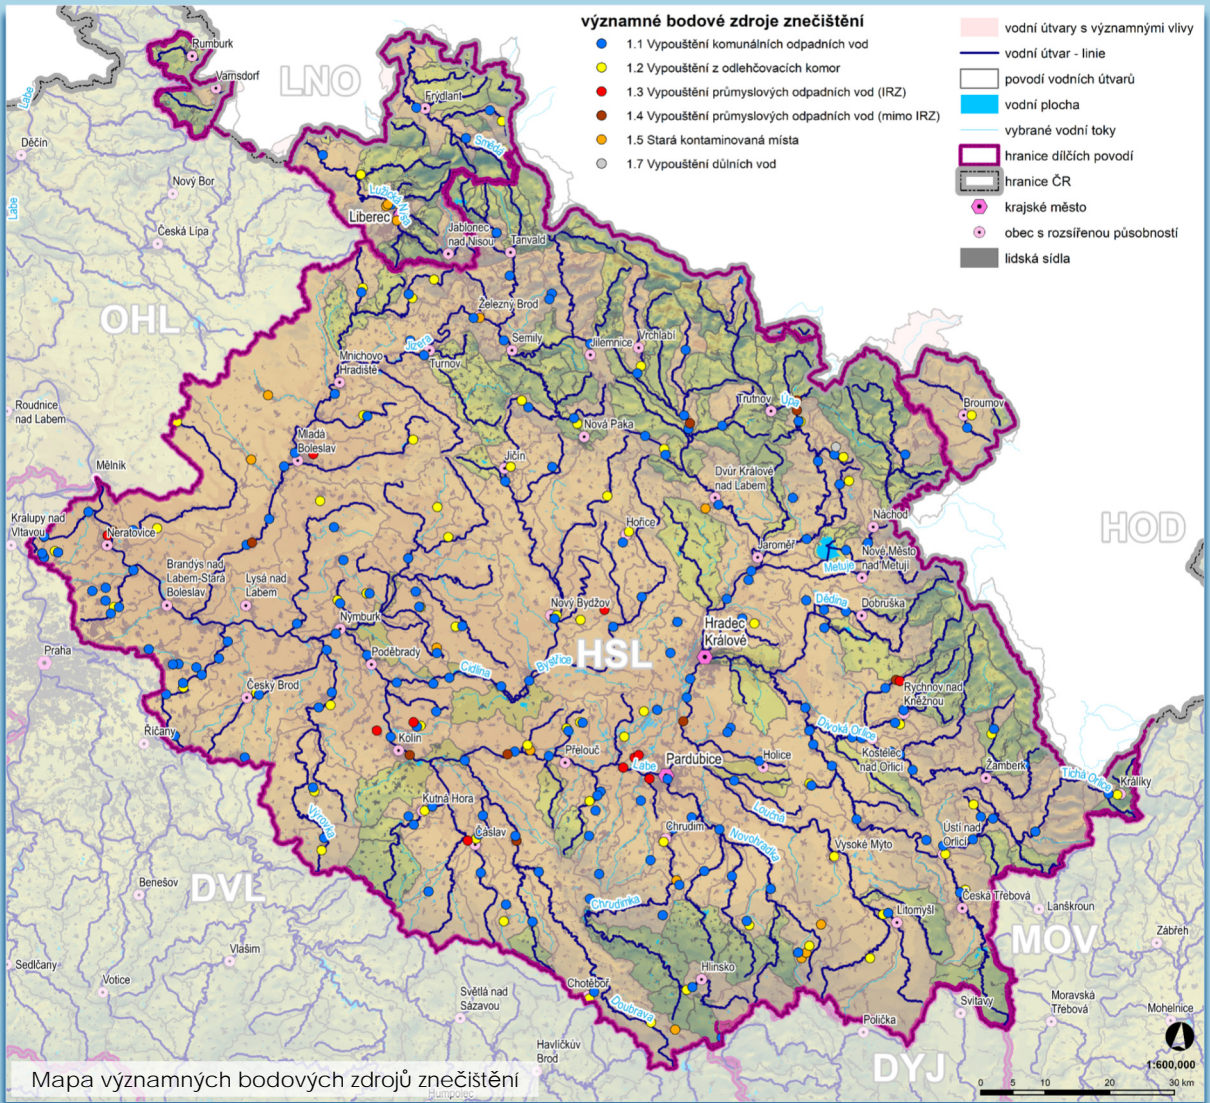 významné bodové zdroje znečištění
1.1 Vypouštění komunálních odpadních vod
1.2 Vypouštění z odlehčovacích komor
1.3 Vypouštění průmyslových odpadních vod (IRZ)
1.4 Vypouštění průmyslových odpadních vod (mimo IRZ)
1.5 Stará kontaminovaná místa
1.7 Vypouštění důlních vod
vodní útvary s významnými vlivy
vodní útvar - linie
povodí vodních útvarů
vodní plocha
vybrané vodní toky
hranice dílčích povodí
hranice ČR
krajské město
obec s rozšířenou působností
lidská sídla
Rumburk
Varnsdorf
LNO
Labe
Děčín
Frýdlant
Smědá
Nový Bor
Labe
Česká Lípa
Lužická Nisa
Liberec
Jablonec
nad Nisou
Tanvald
OHL
Železný Brod
Jizera
Semily
Turnov
Jilemnice
Vrchlabí
Mnichovo
Hradiště
Trutnov
Úpa
Broumov
Roudnice
nad Labem
Mladá
Boleslav
Nová Paka
Jičín
Mělník
Dvůr Králové
nad Labem
Kralupy nad
Vltavou
Neratovice
Hořice
Náchod
HOD
Jaroměř
Metuje
Nové Město
nad Metují
Brandýs nad
Labem-Stará
Boleslav
Lysá nad
Labem
Nymburk
Nový Bydžov
Dědina
Dobruška
Hradec
Králové
Praha
Poděbrady
Cidlina
Bystřice
HSL
Český Brod
Rychnov nad
Kněžnou
Říčany
Kolín
Přelouč
Labe
Pardubice
Holice
Divoká Orlice
Kostelec
nad Orlicí
Žamberk
Tichá Orlice
Králíky
Výrovka
Kutná Hora
Čáslav
Chrudim
Loučná
Novohradka
Vysoké Mýto
Ústí nad
Orlicí
Benešov
DVL
Chrudimka
Litomyšl
Česká Třebová
Lanškroun
MOV
Zábřeh
Vlašim
Sedlčany
Votice
Hlinsko
Chotěboř
Doubrava
Světlá nad
Sázavou
Svitavy
Moravská
Třebová
Mohelnice
Polička
Havlíčkův
Brod
DYJ
Humpolec
1:600,000
0 5 10 20 30 km
Mapa významných bodových zdrojů znečištění